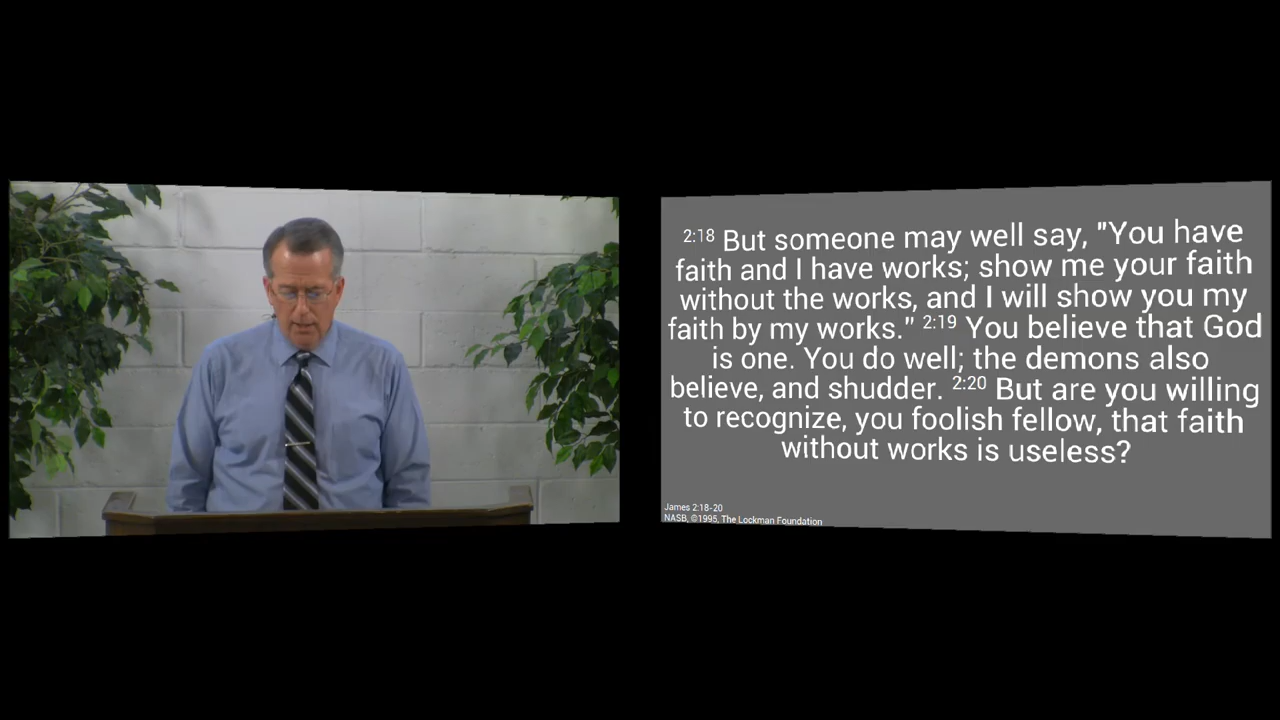 2:18 But someone may well say, "You have
faith and I have works; show me your faith
without the works, and I will show you my
faith by my works." 2:19 You believe that God
is one. You do well; the demons also
believe, and shudder. 2:20 But are you willing
to recognize, you foolish fellow, that faith
without works is useless?
James 2:18-20
NASB, ©1995, The Lockman Foundation